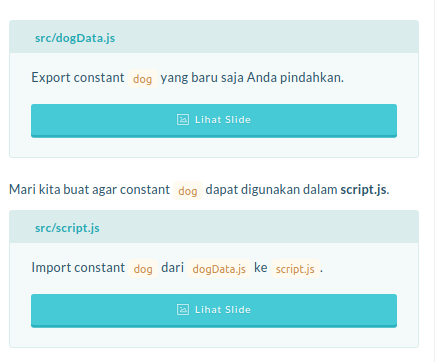 src/dogData.js
Export constant dog yang baru saja Anda pindahkan.
Lihat Slide
Mari kita buat agar constant dog dapat digunakan dalam script.js.
src/script.js
Import constant dog dari dogData.js ke script.js.
Lihat Slide